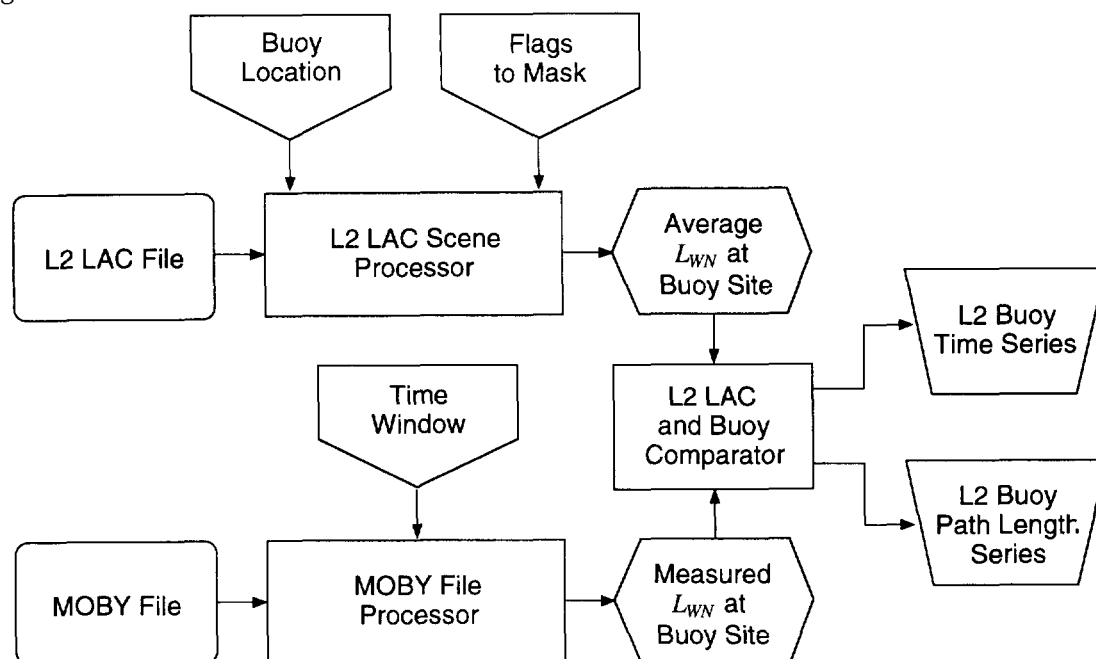 g
Buoy
Location
Flags
to Mask
L2 LAC File
L2 LAC Scene
Processor
Average
LWN at
Buoy Site
L2 Buoy
Time Series
Time
Window
L2 LAC
and Buoy
Comparator
L2 Buoy
Path Length.
Series
MOBY File
MOBY File
Processor
Measured
LWN at
Buoy Site